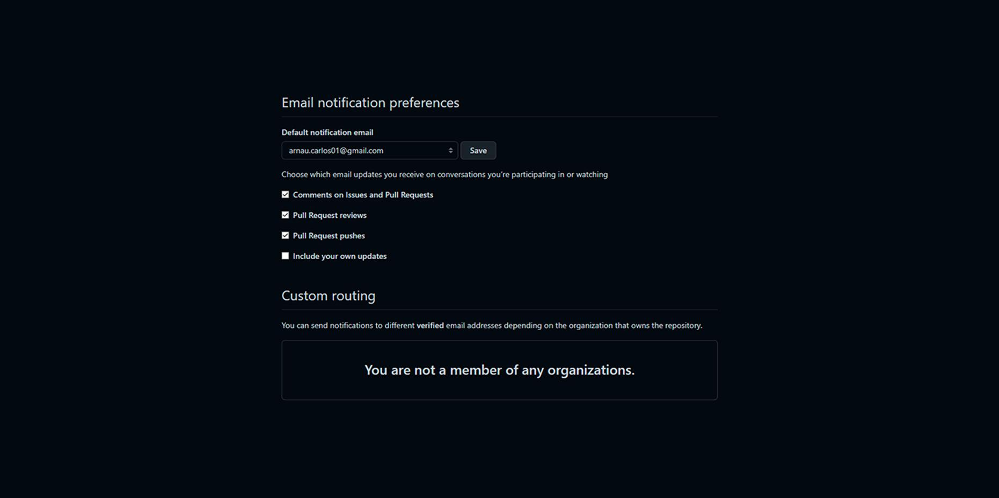 Email notification preferences
Default notification email
arnau.carlos01@gmail.com
Save
Choose which email updates you receive on conversations you're participating in or watching
Comments on Issues and Pull Requests
Pull Request reviews
Pull Request pushes
Include your own updates
Custom routing
You can send notifications to different verified email addresses depending on the organization that owns the repository.
You are not a member of any organizations.